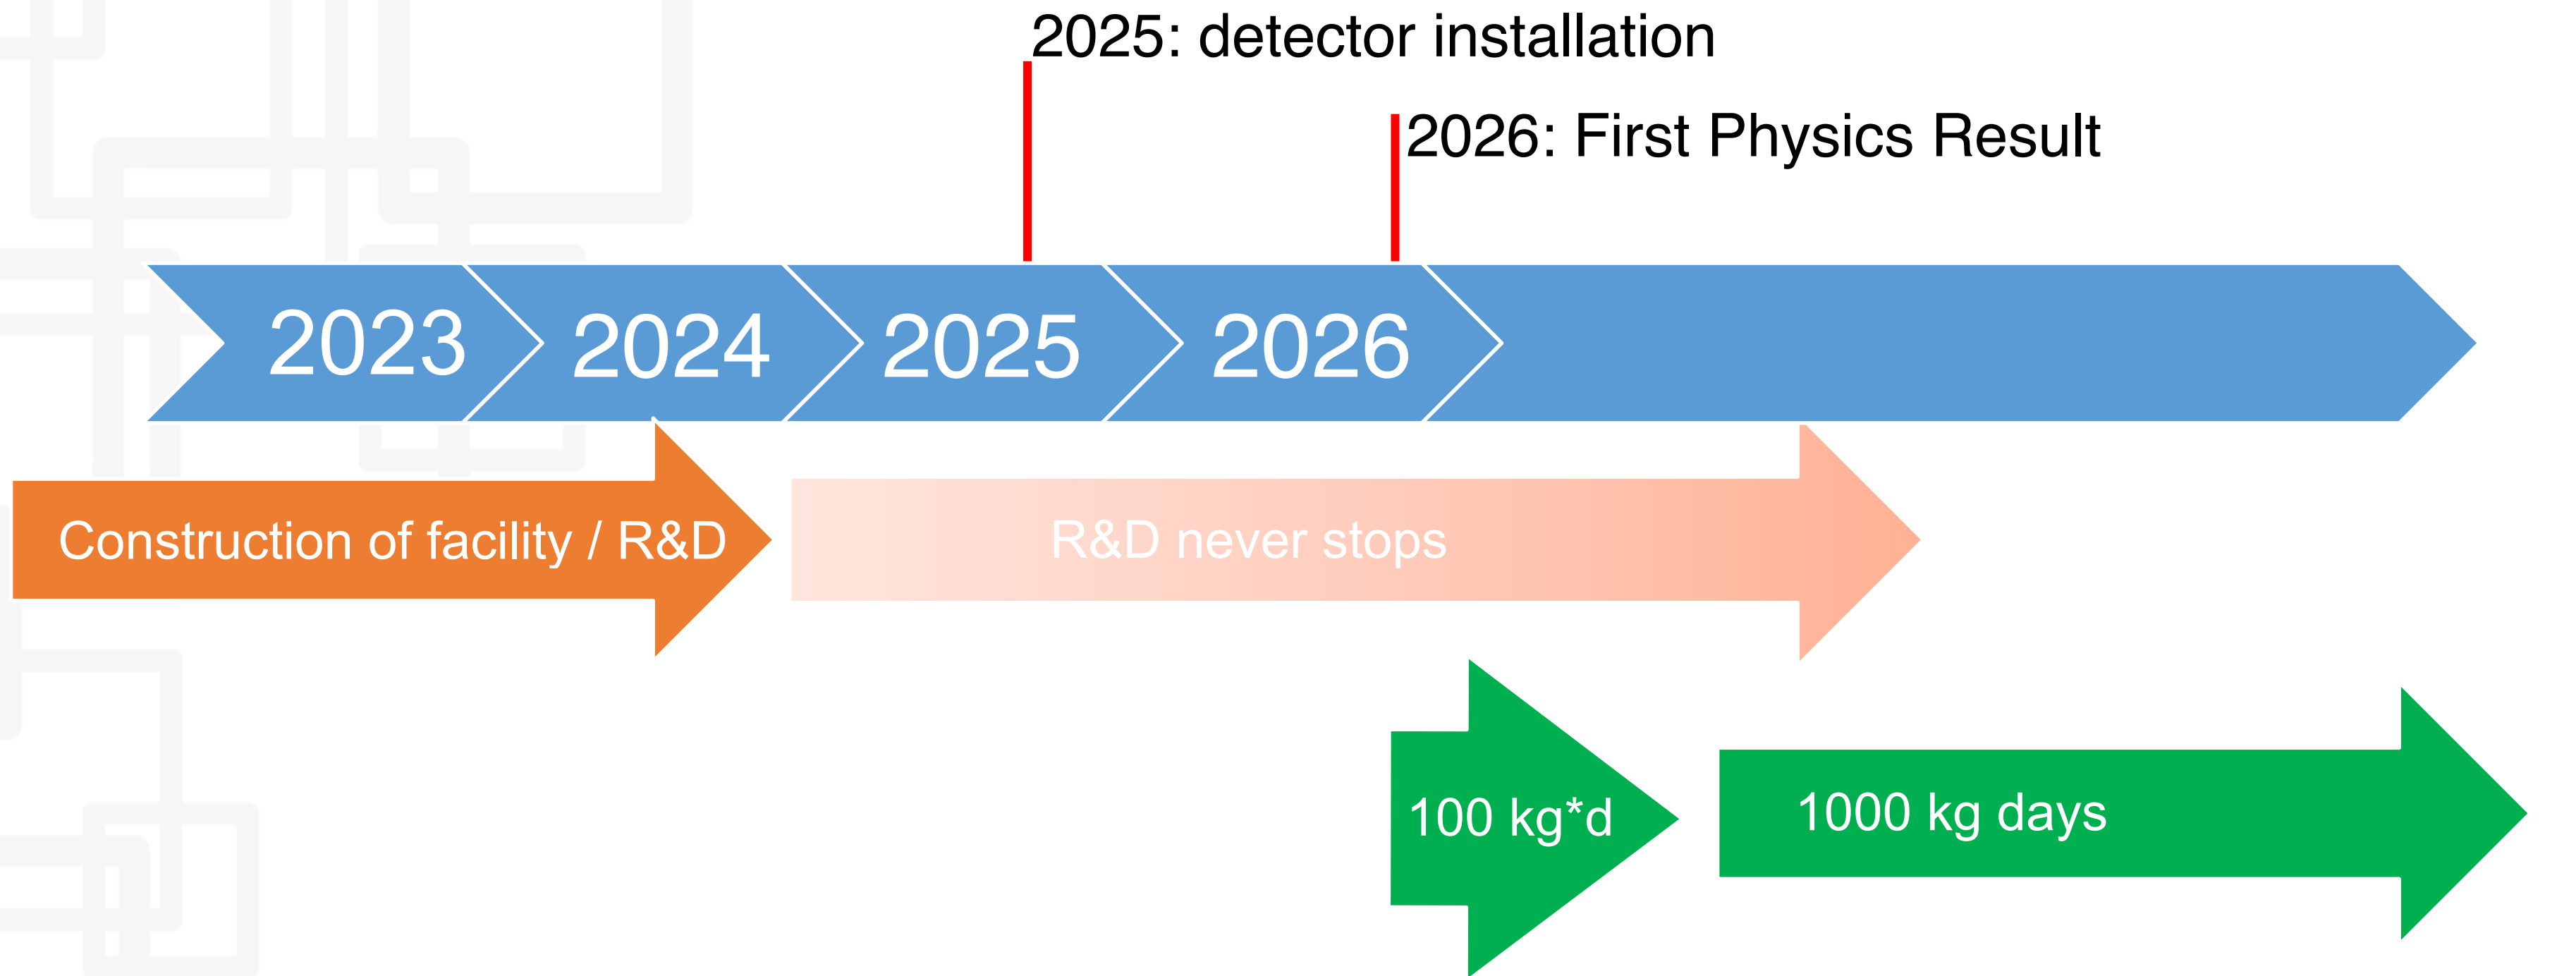 2025: detector installation
2026: First Physics Result
2023
2024
2025
2026
Construction of facility / R&D
R&D never stops
100 kg*d
1000 kg days